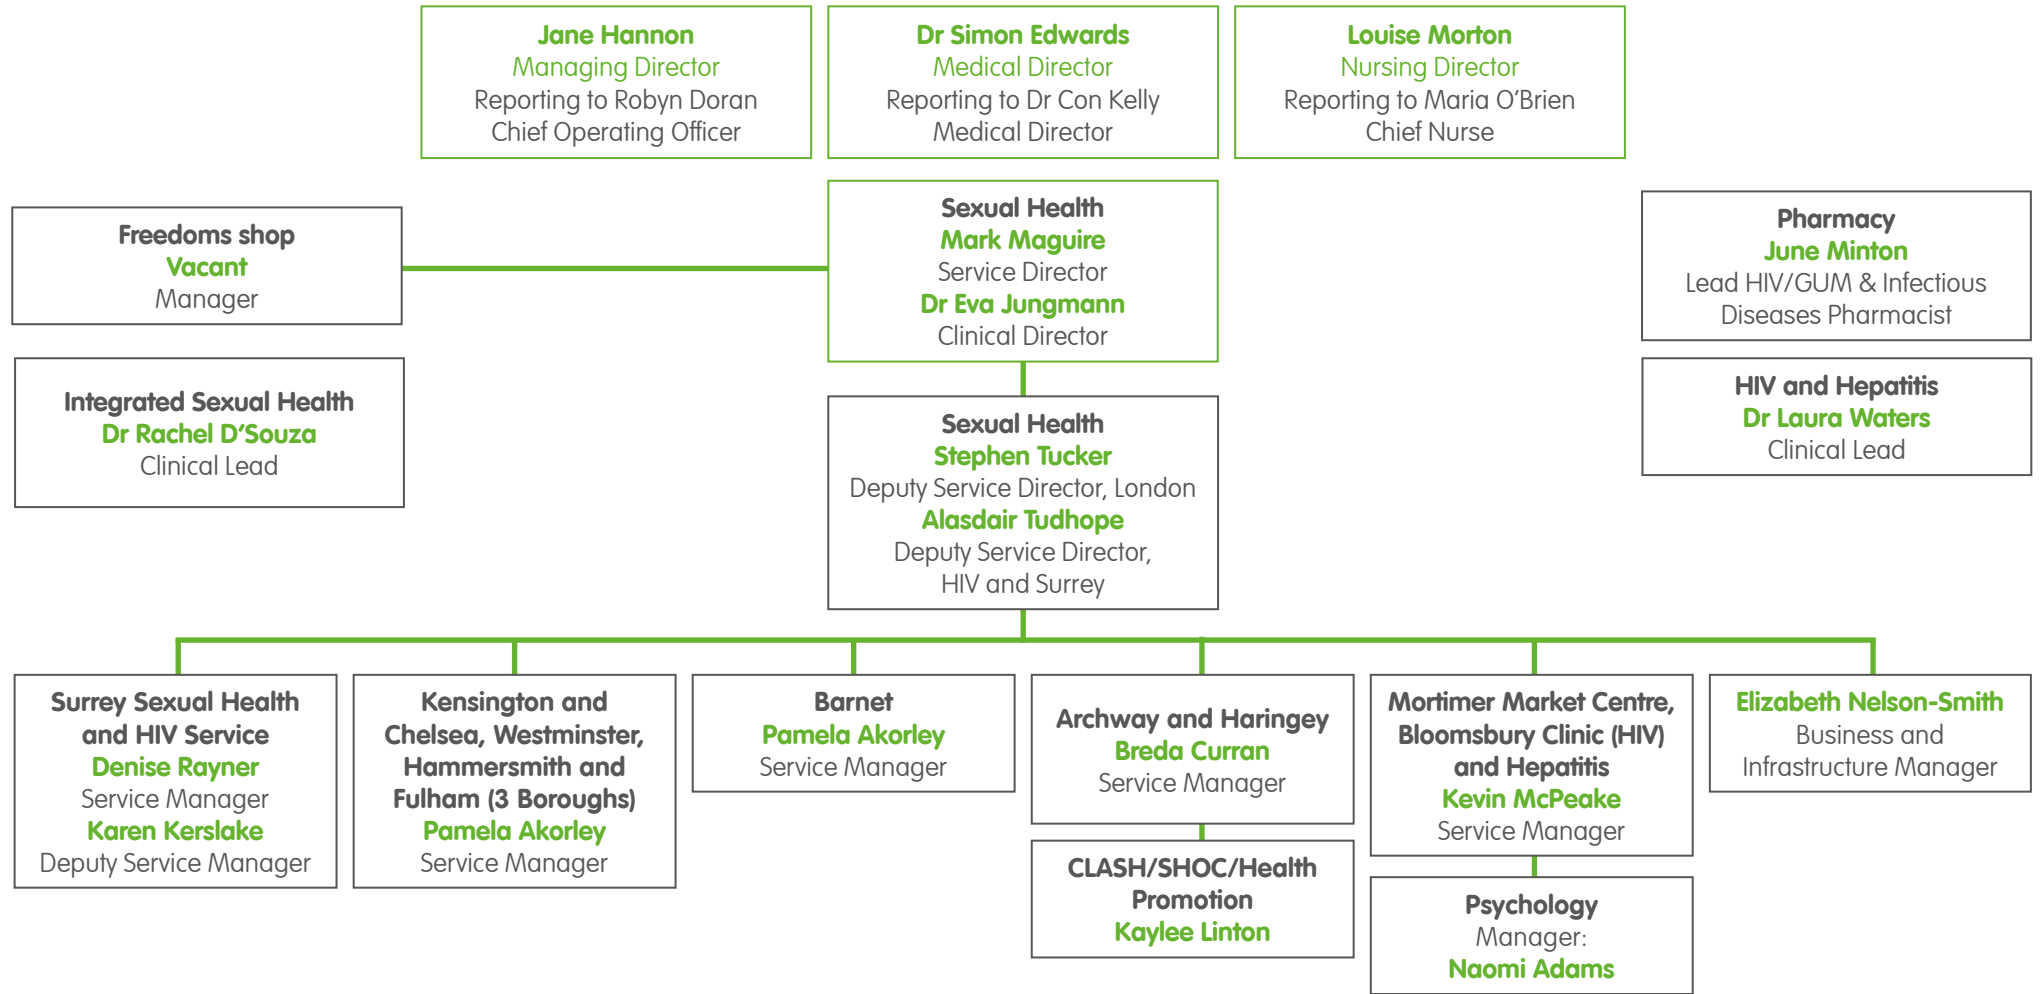 Jane Hannon
Managing Director
Reporting to Robyn Doran
Chief Operating Officer
Dr Simon Edwards
Medical Director
Reporting to Dr Con Kelly
Medical Director
Louise Morton
Nursing Director
Reporting to Maria O’Brien
Chief Nurse
Freedoms shop
Vacant
Manager
Sexual Health
Mark Maguire
Service Director
Dr Eva Jungmann
Clinical Director
Pharmacy
June Minton
Lead HIV/GUM & Infectious
Diseases Pharmacist
Integrated Sexual Health
Dr Rachel D’Souza
Clinical Lead
HIV and Hepatitis
Dr Laura Waters
Clinical Lead
Sexual Health
Stephen Tucker
Deputy Service Director, London
Alasdair Tudhope
Deputy Service Director,
HIV and Surrey
Surrey Sexual Health
and HIV Service
Denise Rayner
Service Manager
Karen Kerslake
Deputy Service Manager
Kensington and
Chelsea, Westminster,
Hammersmith and
Fulham (3 Boroughs)
Pamela Akorley
Service Manager
Barnet
Pamela Akorley
Service Manager
Archway and Haringey
Breda Curran
Service Manager
CLASH/SHOC/Health
Promotion
Kaylee Linton
Mortimer Market Centre,
Bloomsbury Clinic (HIV)
and Hepatitis
Kevin McPeake
Service Manager
Psychology
Manager:
Naomi Adams
Elizabeth Nelson-Smith
Business and
Infrastructure Manager